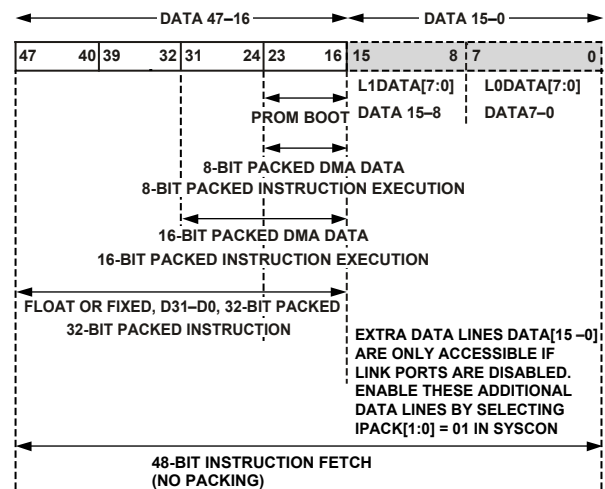 DATA 47–16 DATA 15–0
47 40 39 32 31 24 23 16 15 8 7 0
L1DATA[7:0] L0DATA[7:0]
PROM BOOT DATA 15–8 DATA7–0
8-BIT PACKED DMA DATA
8-BIT PACKED INSTRUCTION EXECUTION
16-BIT PACKED DMA DATA
16-BIT PACKED INSTRUCTION EXECUTION
FLOAT OR FIXED, D31–D0, 32-BIT PACKED
32-BIT PACKED INSTRUCTION
EXTRA DATA LINES DATA[15 –0]
ARE ONLY ACCESSIBLE IF
LINK PORTS ARE DISABLED.
ENABLE THESE ADDITIONAL
DATA LINES BY SELECTING
IPACK[1:0] = 01 IN SYSCON
48-BIT INSTRUCTION FETCH
(NO PACKING)